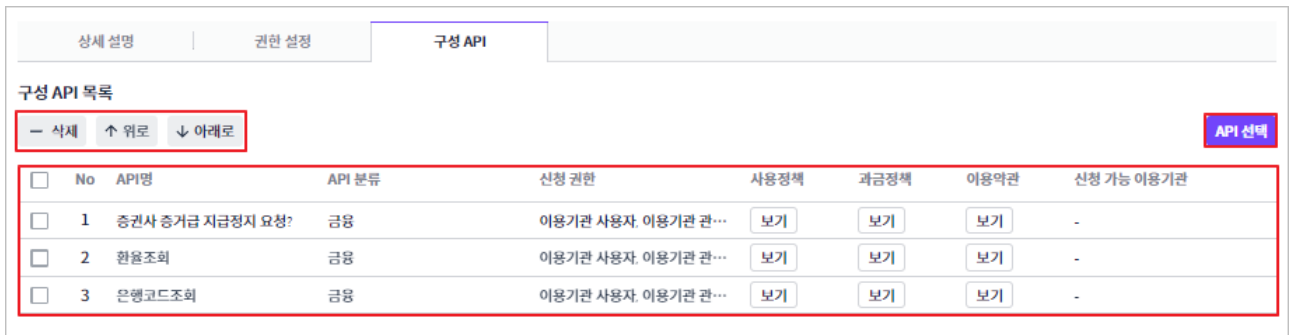 상세 설명 권한 설정 구성 API
구성 API 목록
삭제 위로 아래로 API 선택
No API명 API 분류 신청 권한 사용정책 과금정책 이용약관 신청 가능 이용기관
1 증권사 증거급 지급정지 요청? 금융 이용기관 사용자, 이용기관 관… 보기 보기 보기 -
2 환율조회 금융 이용기관 사용자, 이용기관 관… 보기 보기 보기 -
3 은행코드조회 금융 이용기관 사용자, 이용기관 관… 보기 보기 보기 -